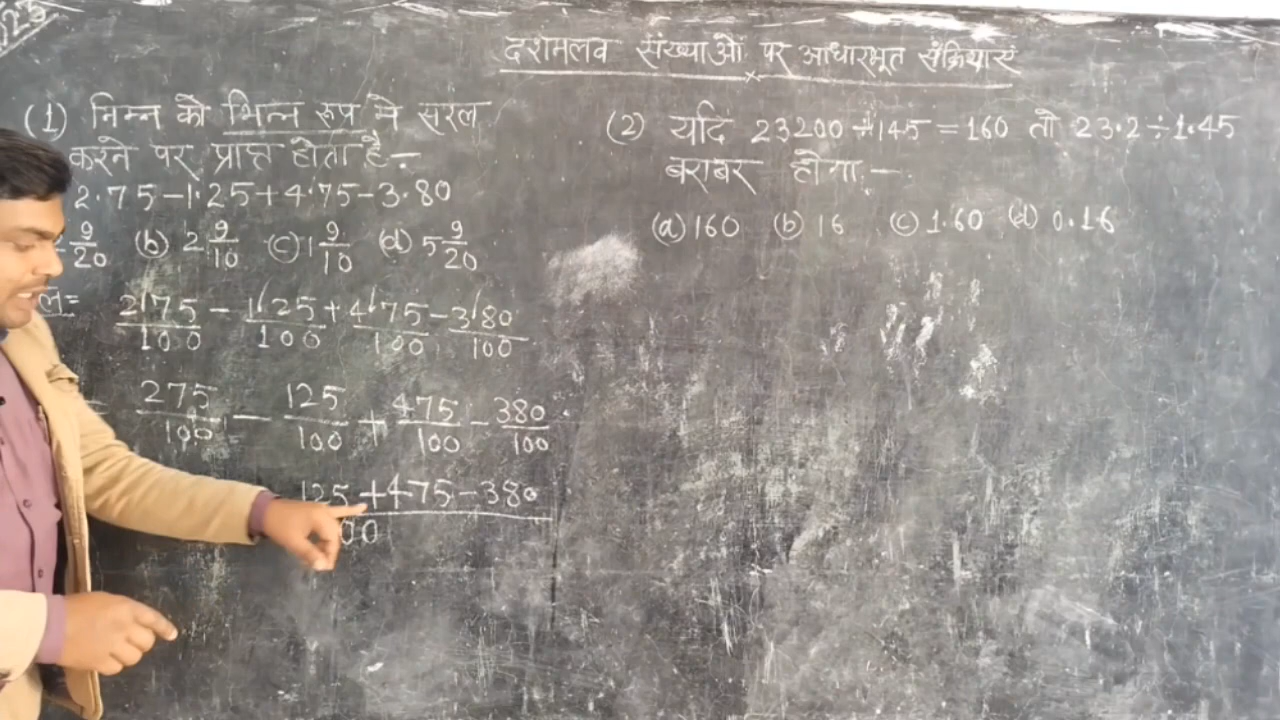 25
दशमलव संख्याओं पर आधारभूत संक्रियाएं
(1) निम्न को भिन्न रूप मे सरल
करने पर प्राप्त होता है-
2.75-1.25+4.75-3.80
9/20 (b) 2 9/10 (c) 1 9/10 (d) 5 9/20
ल=
275/100 - 125/100 + 475/100 - 380/100
= 275/100 - 125/100 + 475/100 - 380/100
125+475-380
00
(2) यदि 23200÷145=160 तो 23.2÷1.45
बराबर होगा-
(a) 160 (b) 16 (c) 1.60 (d) 0.16